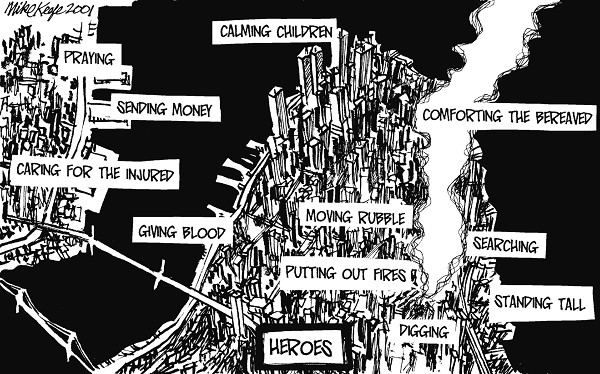 Mike Keefe 2001
CALMING CHILDREN
PRAYING
SENDING MONEY
COMFORTING THE BEREAVED
CARING FOR THE INJURED
GIVING BLOOD
MOVING RUBBLE
SEARCHING
PUTTING OUT FIRES
STANDING TALL
DIGGING
HEROES